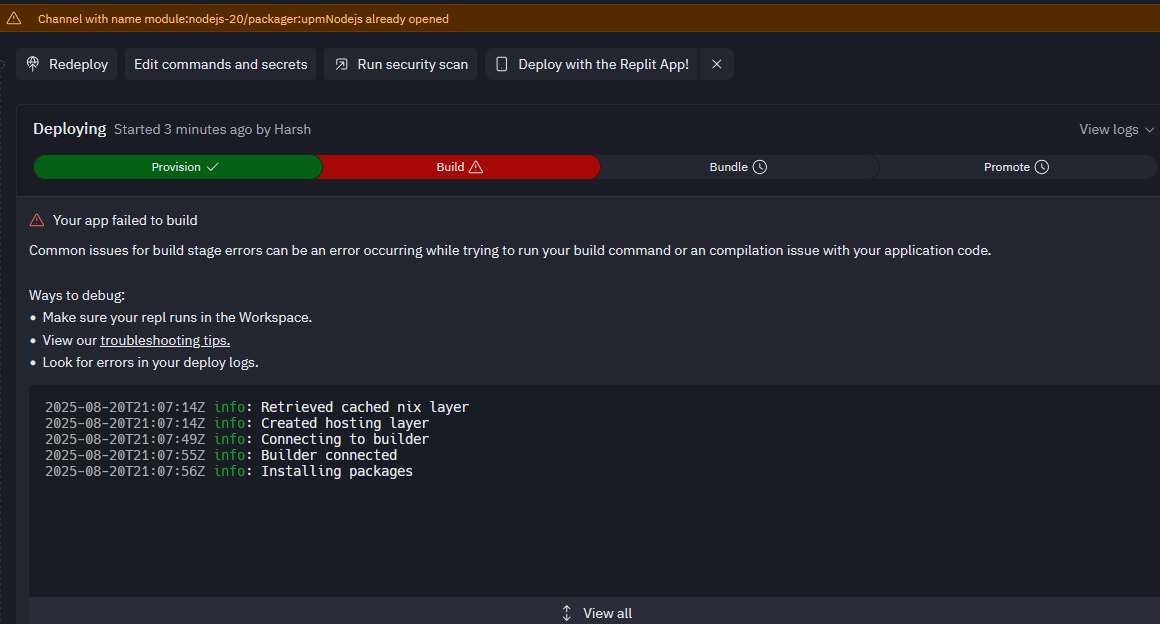 Channel with name module:nodejs-20/packager:upmNodejs already opened
Redeploy Edit commands and secrets Run security scan Deploy with the Replit App!
Deploying Started 3 minutes ago by Harsh View logs
Provision Build Bundle Promote
Your app failed to build
Common issues for build stage errors can be an error occurring while trying to run your build command or an compilation issue with your application code.
Ways to debug:
• Make sure your repl runs in the Workspace.
• View our troubleshooting tips.
• Look for errors in your deploy logs.
2025-08-20T21:07:14Z info: Retrieved cached nix layer
2025-08-20T21:07:14Z info: Created hosting layer
2025-08-20T21:07:49Z info: Connecting to builder
2025-08-20T21:07:55Z info: Builder connected
2025-08-20T21:07:56Z info: Installing packages
View all